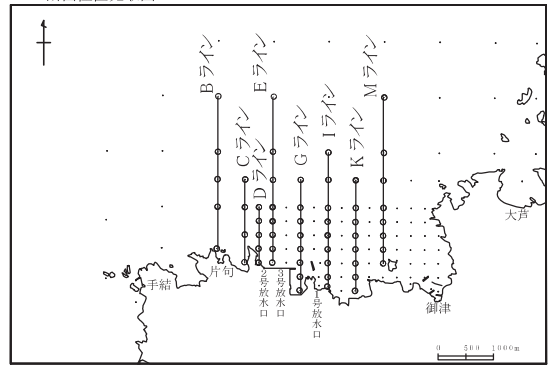 Bライン
Cライン
Dライン
Eライン
Gライン
Iライン
Kライン
Mライン
大芦
片句
手結
2号放水口
3号放水口
1号放水口
御津
0 500 1000m